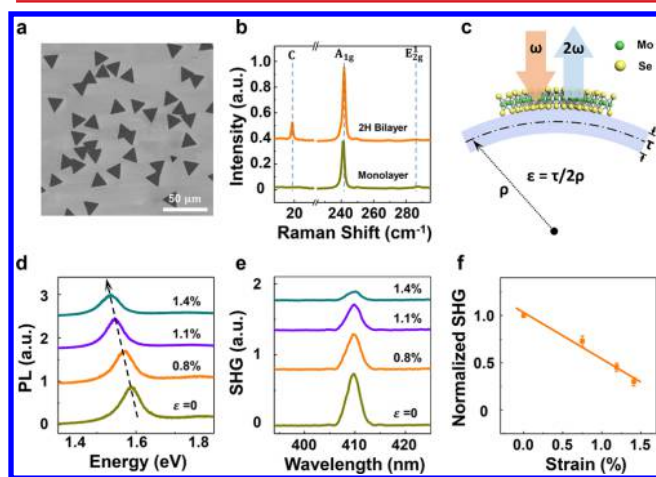 a
50 μm
b
C
A1g
E¹2g
Intensity (a.u.)
1.0
0.8
0.6
0.4
0.2
0
2H Bilayer
Monolayer
20
240
260
280
Raman Shift (cm⁻¹)
c
ω
2ω
Mo
Se
τ
ρ
ε = τ/2ρ
d
PL (a.u.)
3
2
1
0
1.4%
1.1%
0.8%
ε =0
1.4
1.6
1.8
Energy (eV)
e
SHG (a.u.)
2
1
0
1.4%
1.1%
0.8%
ε=0
400
410
420
Wavelength (nm)
f
Normalized SHG
1.0
0.5
0
0.0
0.5
1.0
1.5
Strain (%)